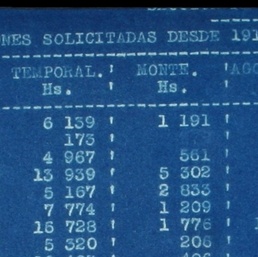 NES SOLICITADAS DESDE 191
TEMPORAL. ' MONTE. ' AGO
Hs. ' Hs. '
6 139 ' 1 191 '
173 '
4 967 ' 561 '
13 939 ' 5 302 '
5 167 ' 2 833 '
7 774 ' 1 209 '
16 728 ' 1 776 '
5 320 ' 206 '